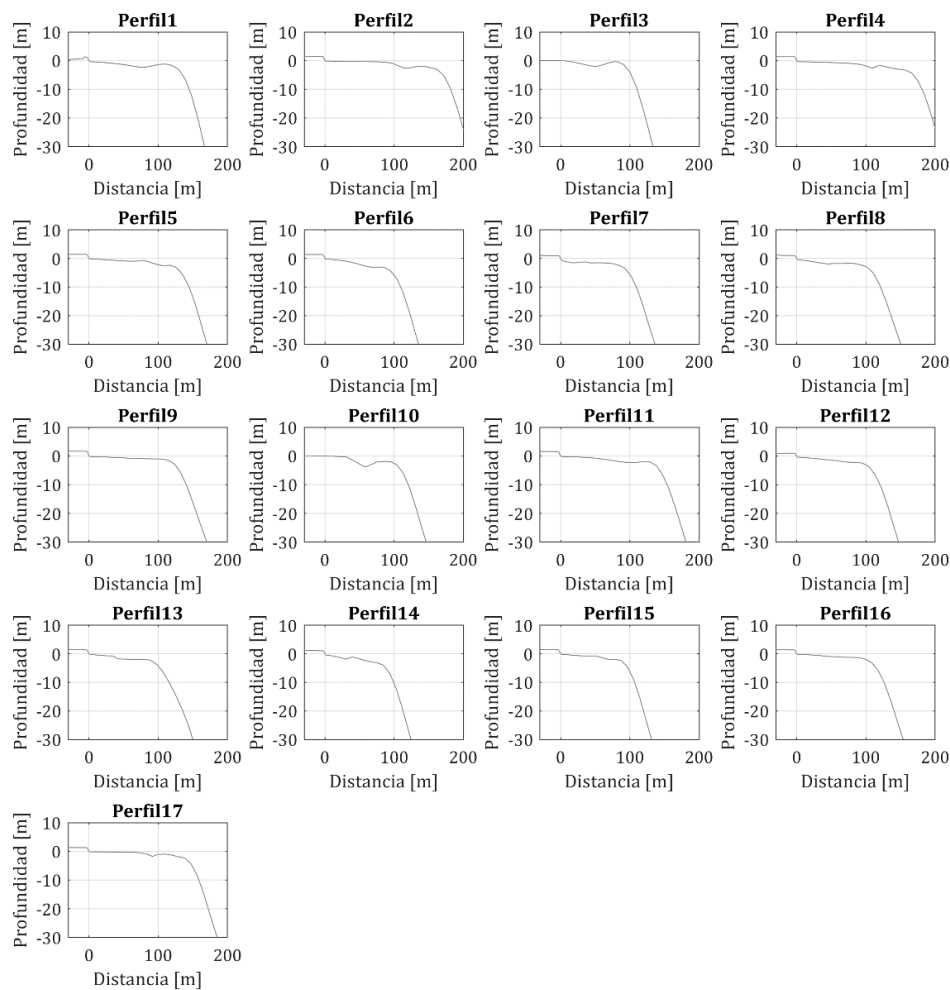 Perfil1 Perfil2 Perfil3 Perfil4
Profundidad [m] Profundidad [m] Profundidad [m] Profundidad [m]
10 10 10 10
0 0 0 0
-10 -10 -10 -10
-20 -20 -20 -20
-30 -30 -30 -30
0 100 200 0 100 200 0 100 200 0 100 200
Distancia [m] Distancia [m] Distancia [m] Distancia [m]
Perfil5 Perfil6 Perfil7 Perfil8
Profundidad [m] Profundidad [m] Profundidad [m] Profundidad [m]
10 10 10 10
0 0 0 0
-10 -10 -10 -10
-20 -20 -20 -20
-30 -30 -30 -30
0 100 200 0 100 200 0 100 200 0 100 200
Distancia [m] Distancia [m] Distancia [m] Distancia [m]
Perfil9 Perfil10 Perfil11 Perfil12
Profundidad [m] Profundidad [m] Profundidad [m] Profundidad [m]
10 10 10 10
0 0 0 0
-10 -10 -10 -10
-20 -20 -20 -20
-30 -30 -30 -30
0 100 200 0 100 200 0 100 200 0 100 200
Distancia [m] Distancia [m] Distancia [m] Distancia [m]
Perfil13 Perfil14 Perfil15 Perfil16
Profundidad [m] Profundidad [m] Profundidad [m] Profundidad [m]
10 10 10 10
0 0 0 0
-10 -10 -10 -10
-20 -20 -20 -20
-30 -30 -30 -30
0 100 200 0 100 200 0 100 200 0 100 200
Distancia [m] Distancia [m] Distancia [m] Distancia [m]
Perfil17
Profundidad [m]
10
0
-10
-20
-30
0 100 200
Distancia [m]